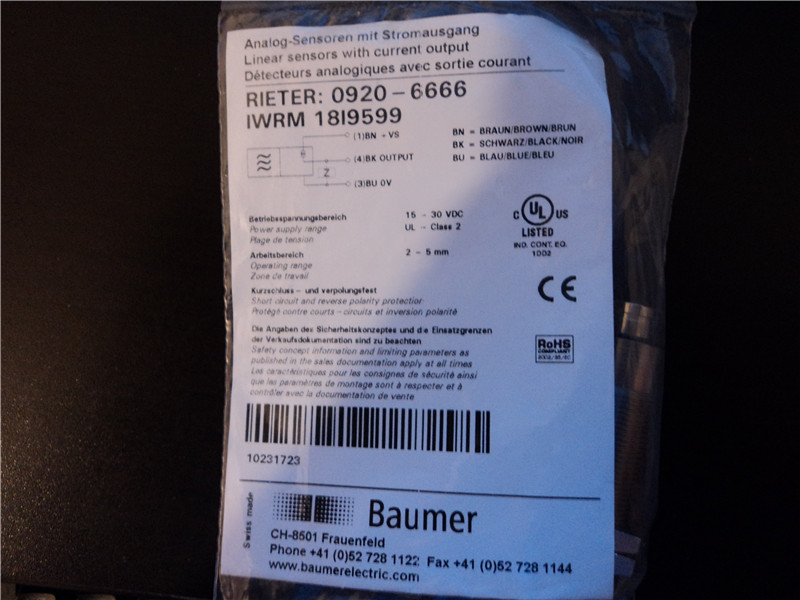 Analog-Sensoren mit Stromausgang
Linear sensors with current output
Détecteurs analogiques avec sortie courant
RIETER: 0920-6666
IWRM 18I9599
(1)BN +VS
(4)BK OUTPUT
Z
(3)BU 0V
BN = BRAUN/BROWN/BRUN
BK = SCHWARZ/BLACK/NOIR
BU = BLAU/BLUE/BLEU
Betriebsspannungsbereich 15 - 30 VDC
Power supply range UL - Class 2
Plage de tension
Arbeitsbereich 2 - 5 mm
Operating range
Zone de travail
C UL US
LISTED
IND. CONT. EQ.
1002
CE
Kurzschluss - und verpolungsfest
Short circuit and reverse polarity protection
Protégé contre courts - circuits et inversion polarité
Die Angaben des Sicherheitskonzeptes und die Einsatzgrenzen
der Verkaufsdokumentation sind zu beachten
Safety concept information and limiting parameters as
published in the sales documentation apply at all times
Les caractéristiques pour les consignes de sécurité ainsi
que les paramètres de montage sont à respecter et à
contrôler avec la documentation de vente
RoHS
COMPLIANT
10231723
Swiss made
Baumer
CH-8501 Frauenfeld
Phone +41 (0)52 728 1122 Fax +41 (0)52 728 1144
www.baumerelectric.com